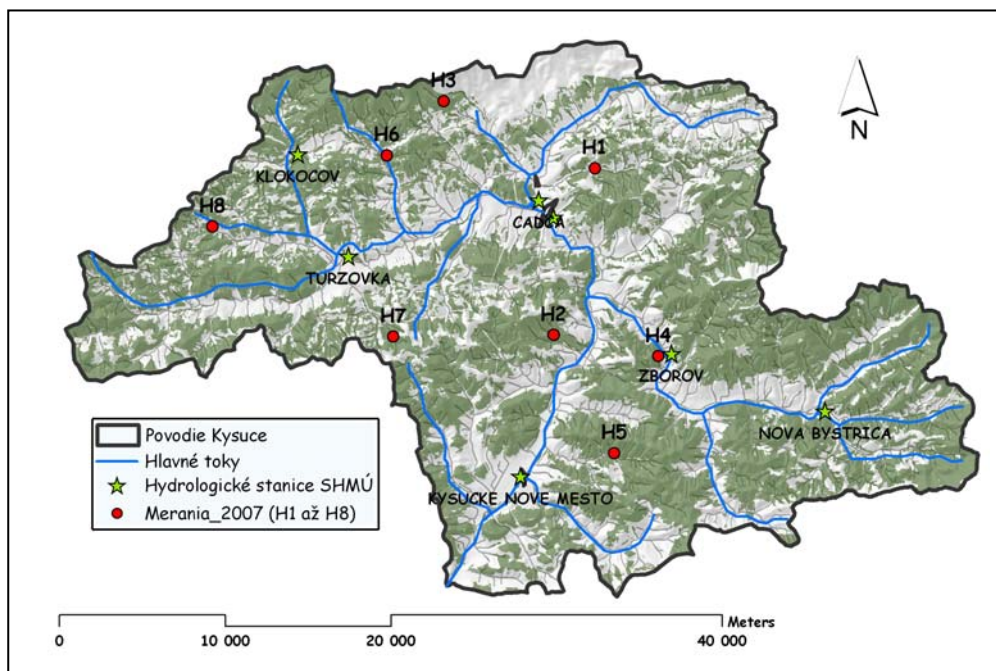 H3
N
H6
H1
KLOKOCOV
H8
CADCA
TURZOVKA
H7
H2
H4
ZBOROV
NOVA BYSTRICA
H5
KYSUCKE NOVE MESTO
Povodie Kysuce
Hlavné toky
Hydrologické stanice SHMÚ
Merania_2007 (H1 až H8)
Meters
0 10 000 20 000 40 000